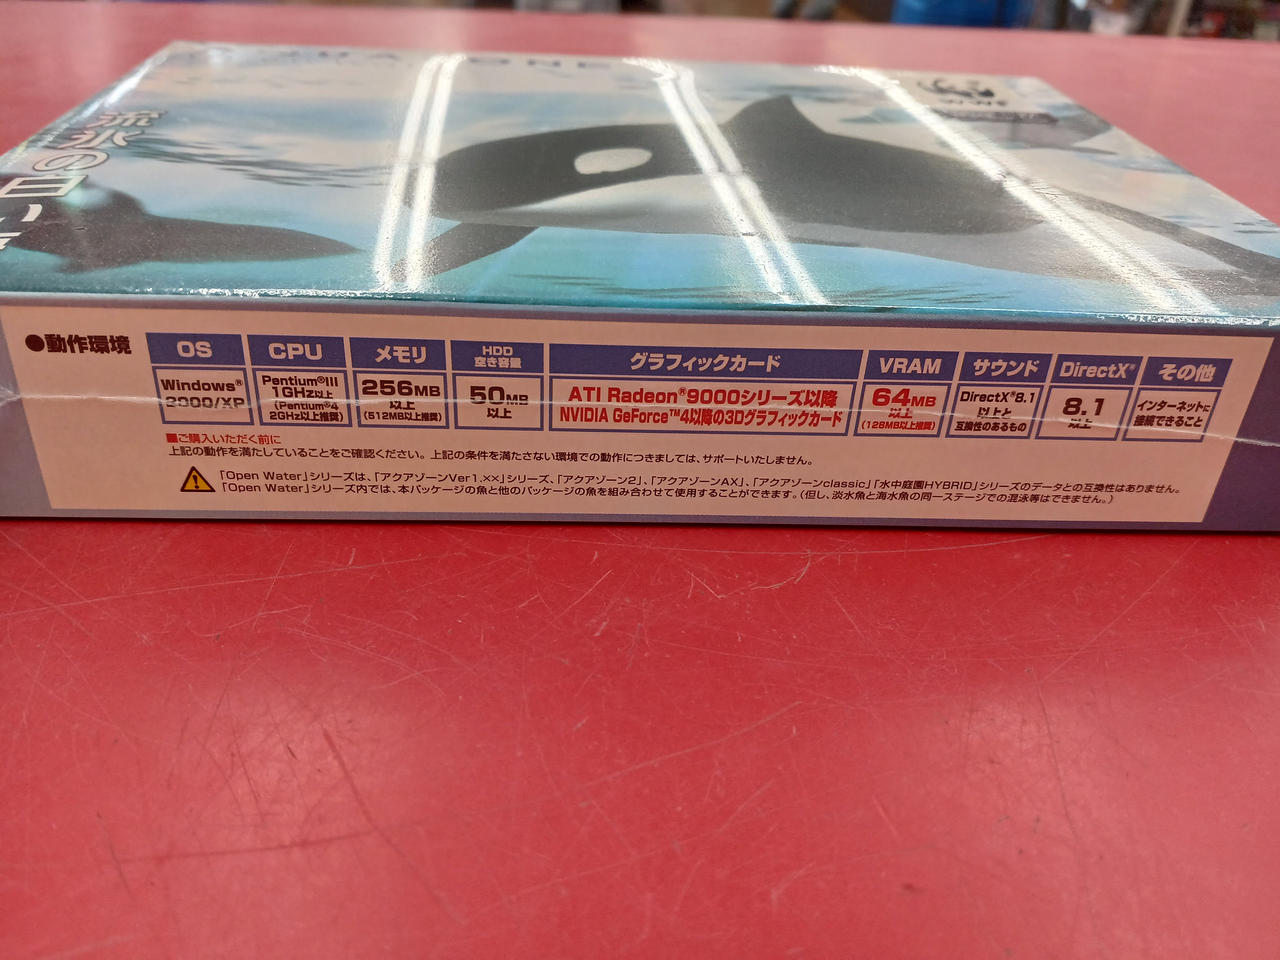 流氷の白い
WWF
●動作環境
OS
Windows®
2000/XP
CPU
Pentium®III
1GHz以上
(Pentium®4
2GHz以上推奨)
メモリ
256MB
以上
(512MB以上推奨)
HDD
空き容量
50MB
以上
グラフィックカード
ATI Radeon®9000シリーズ以降
NVIDIA GeForce™4以降の3Dグラフィックカード
VRAM
64MB
以上
(128MB以上推奨)
サウンド
DirectX®8.1
以上と
互換性のあるもの
DirectX®
8.1
以上
その他
インターネットに
接続できること
■ご購入いただく前に
上記の動作を満たしていることをご確認ください。上記の条件を満たさない環境での動作につきましては、サポートいたしません。
「Open Water」シリーズは、「アクアゾーンVer1.××」シリーズ、「アクアゾーン2」、「アクアゾーンAX」、「アクアゾーンclassic」「水中庭園HYBRID」シリーズのデータとの互換性はありません。
「Open Water」シリーズ内では、本パッケージの魚と他のパッケージの魚を組み合わせて使用することができます。(但し、淡水魚と海水魚の同一ステージでの混泳等はできません。)